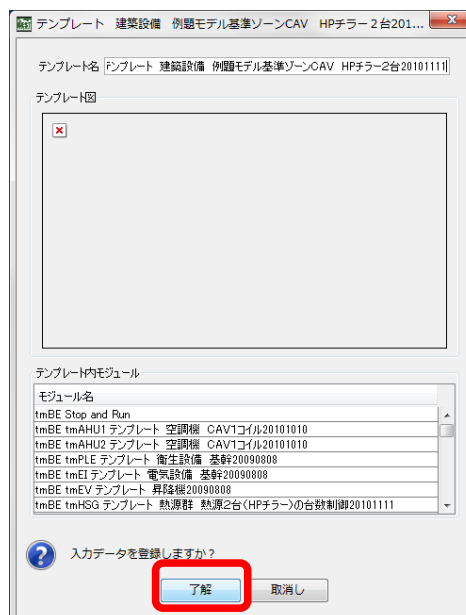 テンプレート 建築設備 例題モデル基準ゾーンCAV HPチラー2台201...
テンプレート名 テンプレート 建築設備 例題モデル基準ゾーンCAV HPチラー2台20101111
テンプレート図
テンプレート内モジュール
モジュール名
tmBE Stop and Run
tmBE tmAHU1 テンプレート 空調機 CAV1コイル20101010
tmBE tmAHU2 テンプレート 空調機 CAV1コイル20101010
tmBE tmPLE テンプレート 衛生設備 基幹20090808
tmBE tmEI テンプレート 電気設備 基幹20090808
tmBE tmEV テンプレート 昇降機20090808
tmBE tmHSG テンプレート 熱源群 熱源2台(HPチラー)の台数制御20101111
入力データを登録しますか?
了解 取消し